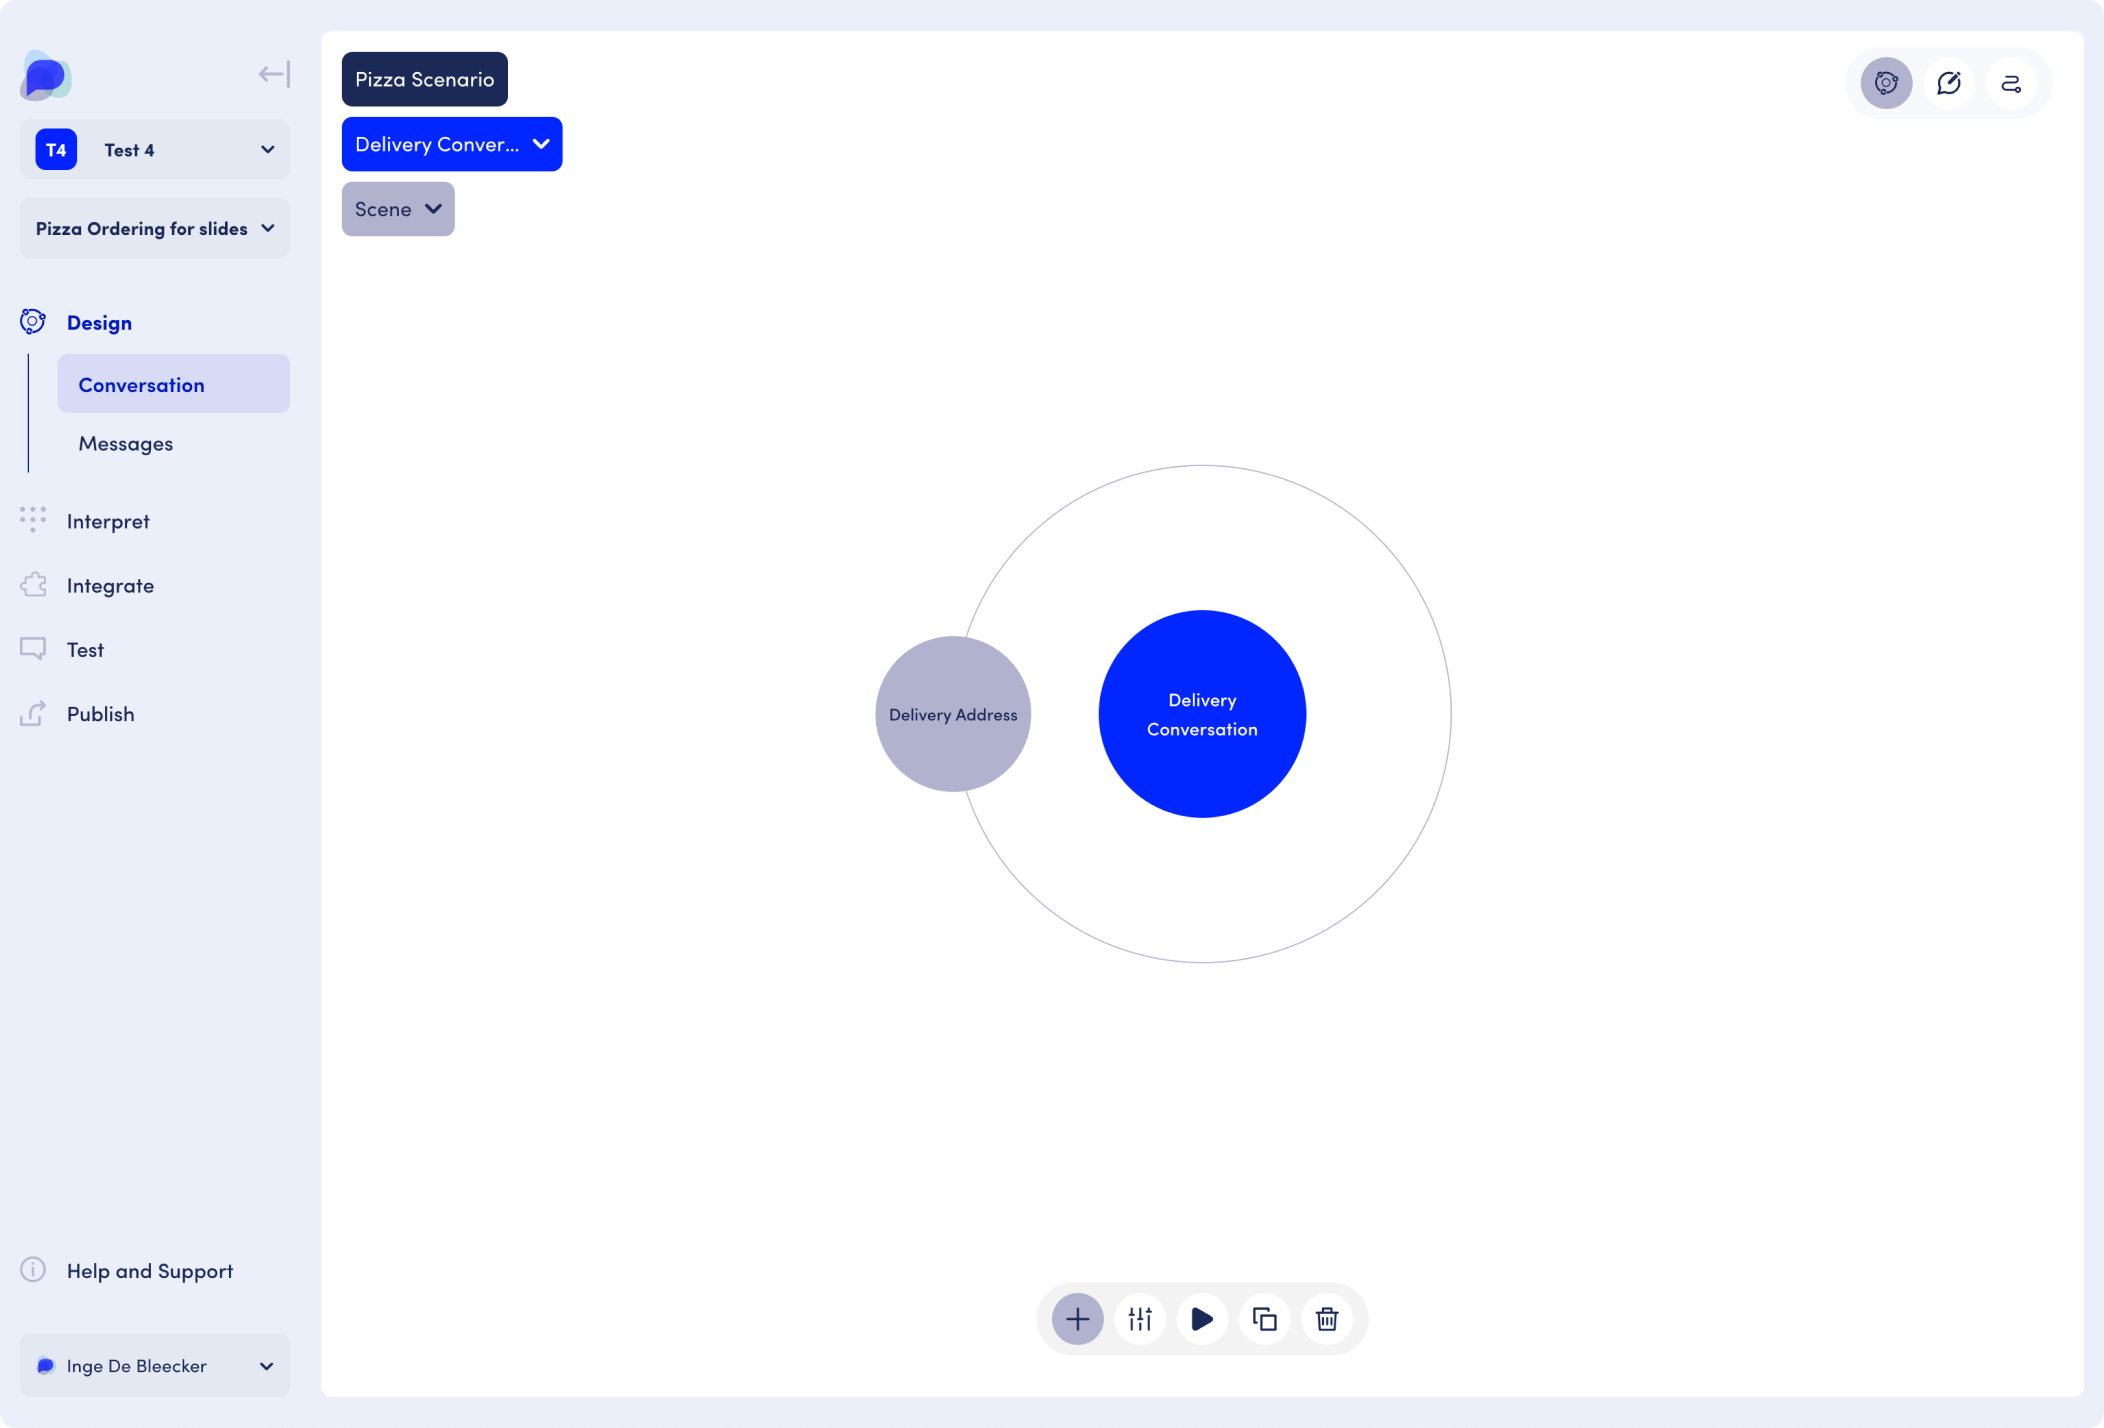 T4
Test 4
Pizza Ordering for slides
Design
Conversation
Messages
Interpret
Integrate
Test
Publish
Help and Support
Inge De Bleecker
Pizza Scenario
Delivery Conver...
Scene
Delivery Address
Delivery
Conversation